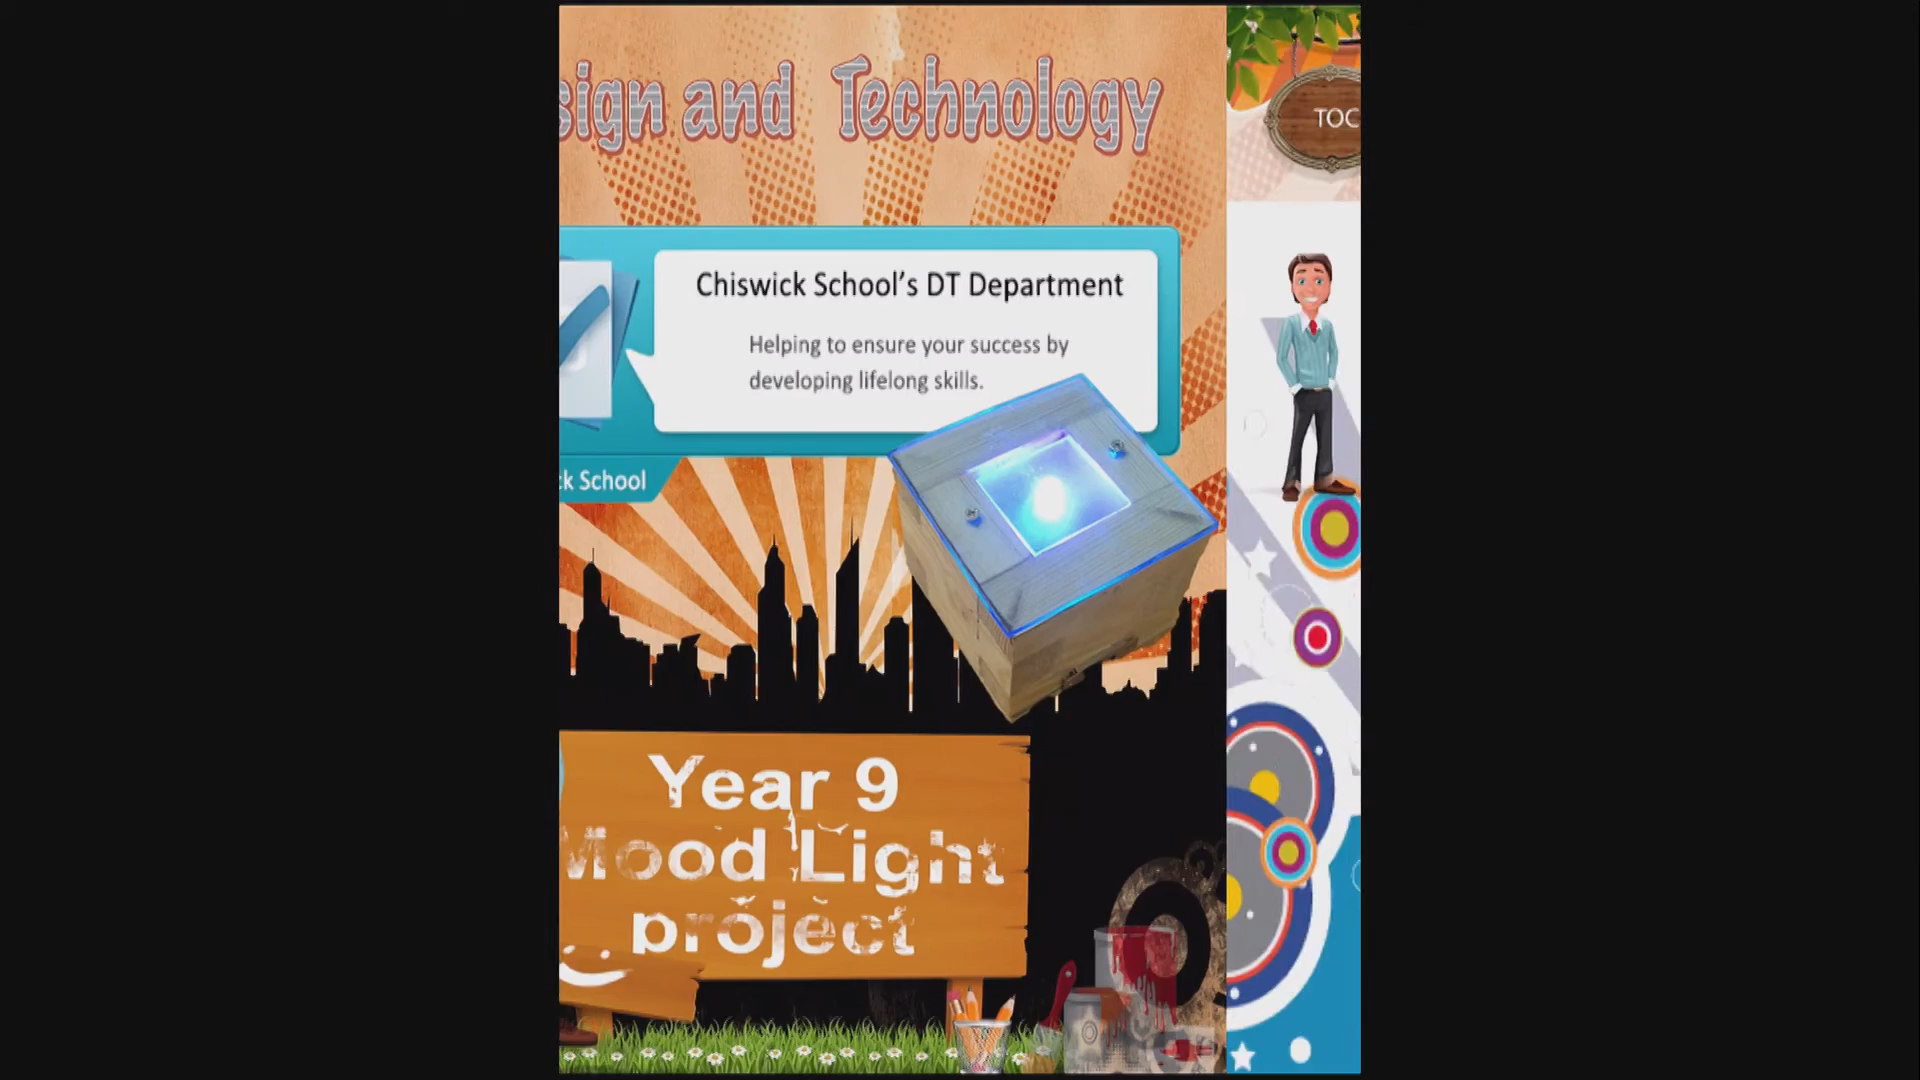 sign and Technology
TOC
Chiswick School's DT Department
Helping to ensure your success by
developing lifelong skills.
ck School
Year 9
Mood Light
project